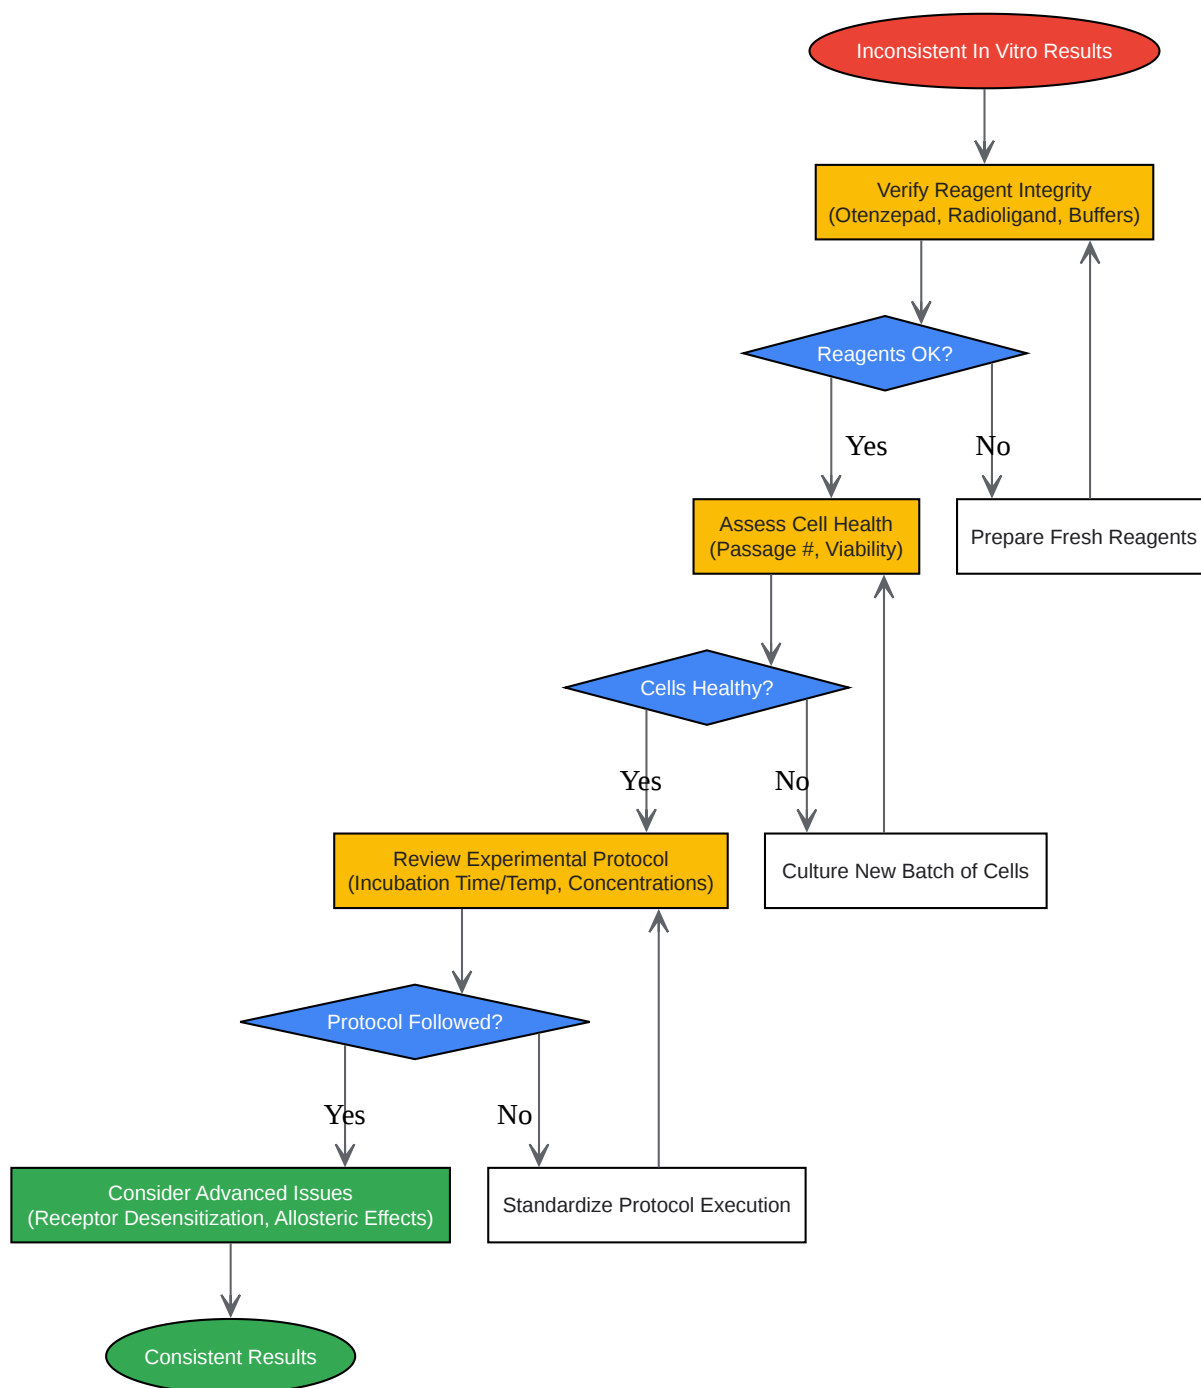 Inconsistent In Vitro Results
Verify Reagent Integrity
(Otenzepad, Radioligand, Buffers)
Reagents OK?
Yes
No
Assess Cell Health
(Passage #, Viability)
Prepare Fresh Reagents
Cells Healthy?
Yes
No
Review Experimental Protocol
(Incubation Time/Temp, Concentrations)
Culture New Batch of Cells
Protocol Followed?
Yes
No
Consider Advanced Issues
(Receptor Desensitization, Allosteric Effects)
Standardize Protocol Execution
Consistent Results